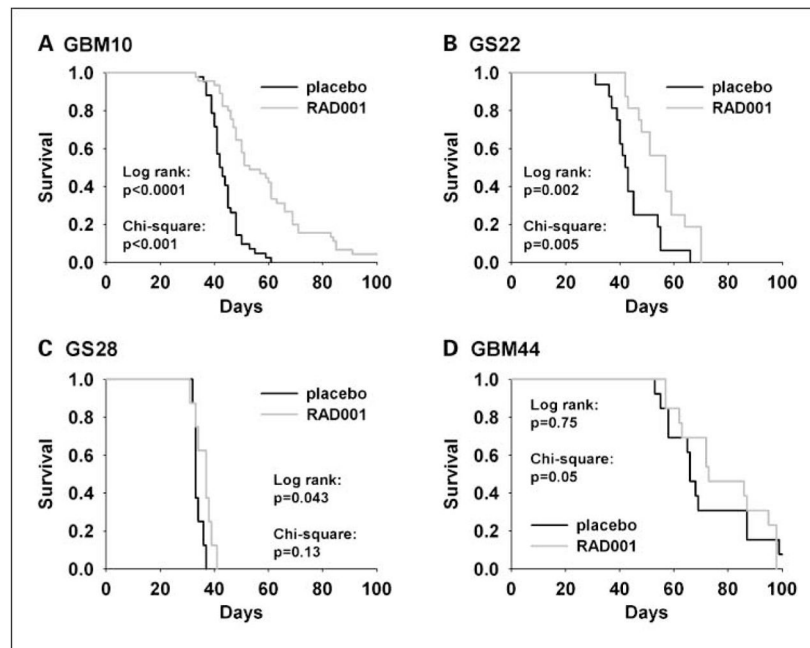 A GBM10
1.0
0.8
0.6
0.4
0.2
0.0
Survival
placebo
RAD001
Log rank:
p<0.0001
Chi-square:
p<0.001
0 20 40 60 80 100
Days
B GS22
1.0
0.8
0.6
0.4
0.2
0.0
Survival
placebo
RAD001
Log rank:
p=0.002
Chi-square:
p=0.005
0 20 40 60 80 100
Days
C GS28
1.0
0.8
0.6
0.4
0.2
0.0
Survival
placebo
RAD001
Log rank:
p=0.043
Chi-square:
p=0.13
0 20 40 60 80 100
Days
D GBM44
1.0
0.8
0.6
0.4
0.2
0.0
Survival
Log rank:
p=0.75
Chi-square:
p=0.05
placebo
RAD001
0 20 40 60 80 100
Days